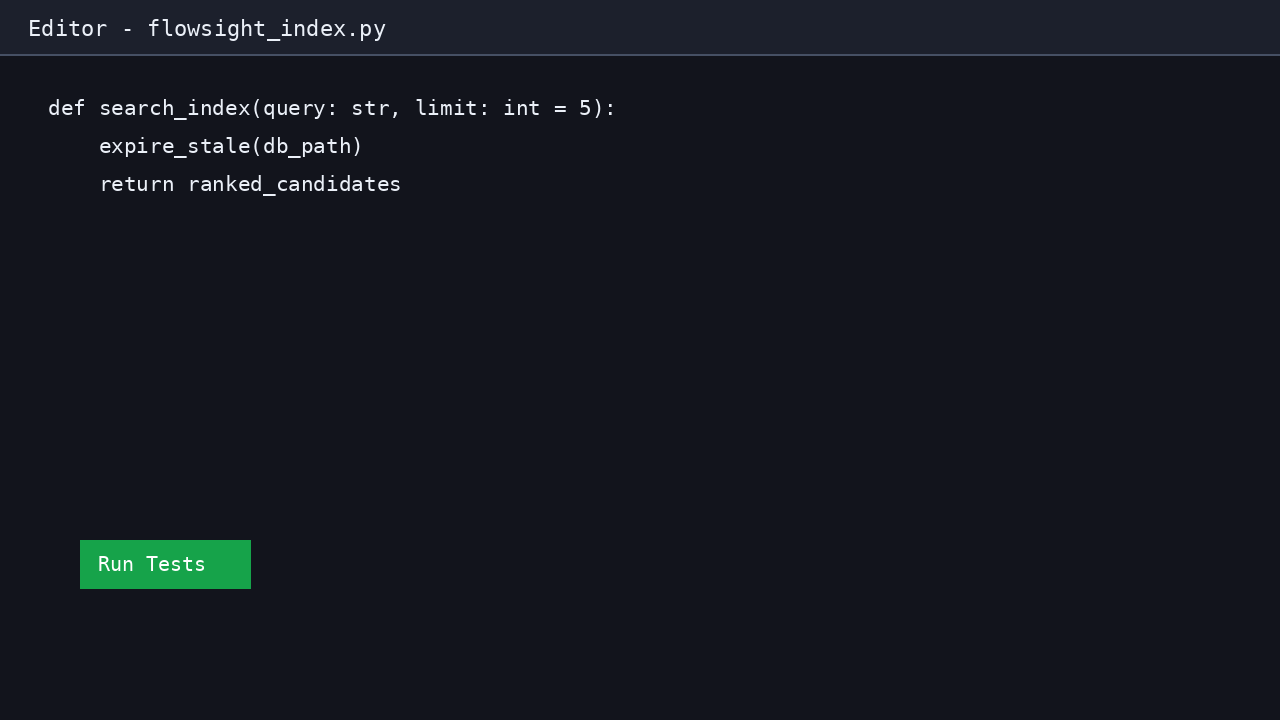 Editor - flowsight_index.py
def search_index(query: str, limit: int = 5):
    expire_stale(db_path)
    return ranked_candidates
Run Tests